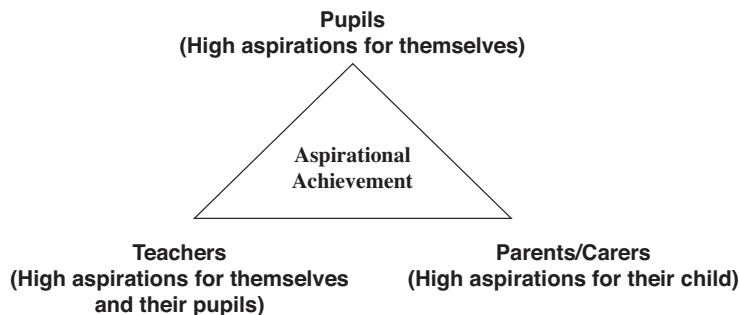 Pupils
(High aspirations for themselves)
Aspirational
Achievement
Teachers
(High aspirations for themselves
and their pupils)
Parents/Carers
(High aspirations for their child)